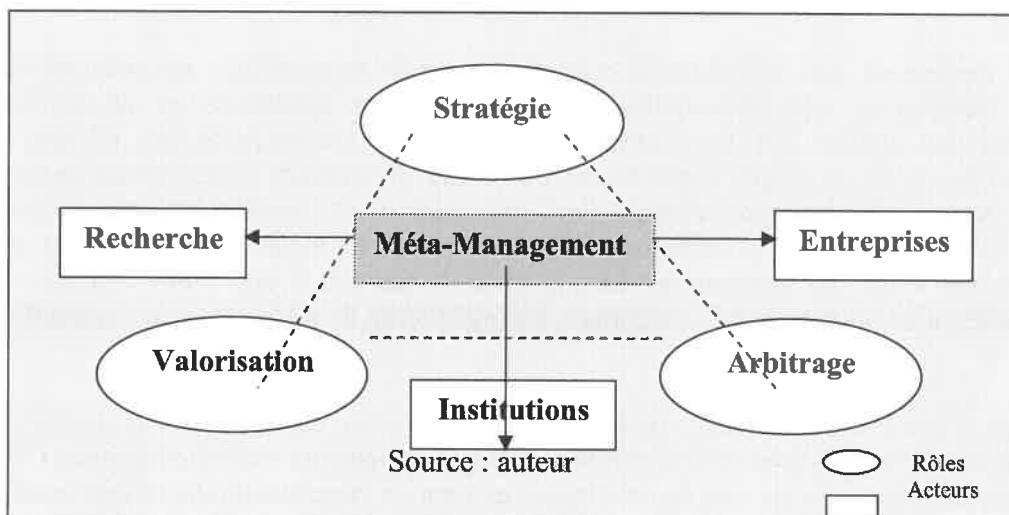 Stratégie
Recherche
Méta-Management
Entreprises
Valorisation
Arbitrage
Institutions
Source : auteur
Rôles
Acteurs